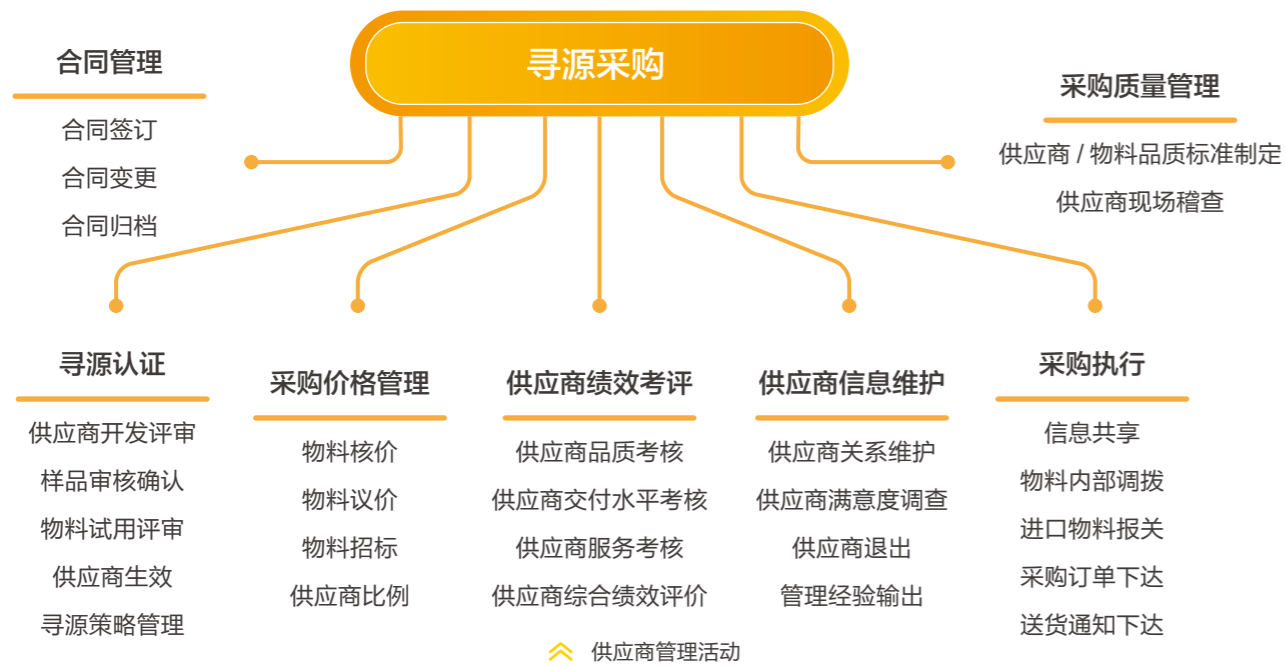 寻源采购
合同管理
合同签订
合同变更
合同归档
采购质量管理
供应商 / 物料品质标准制定
供应商现场稽查
寻源认证
供应商开发评审
样品审核确认
物料试用评审
供应商生效
寻源策略管理
采购价格管理
物料核价
物料议价
物料招标
供应商比例
供应商绩效考评
供应商品质考核
供应商交付水平考核
供应商服务考核
供应商综合绩效评价
供应商信息维护
供应商关系维护
供应商满意度调查
供应商退出
管理经验输出
采购执行
信息共享
物料内部调拨
进口物料报关
采购订单下达
送货通知下达
供应商管理活动